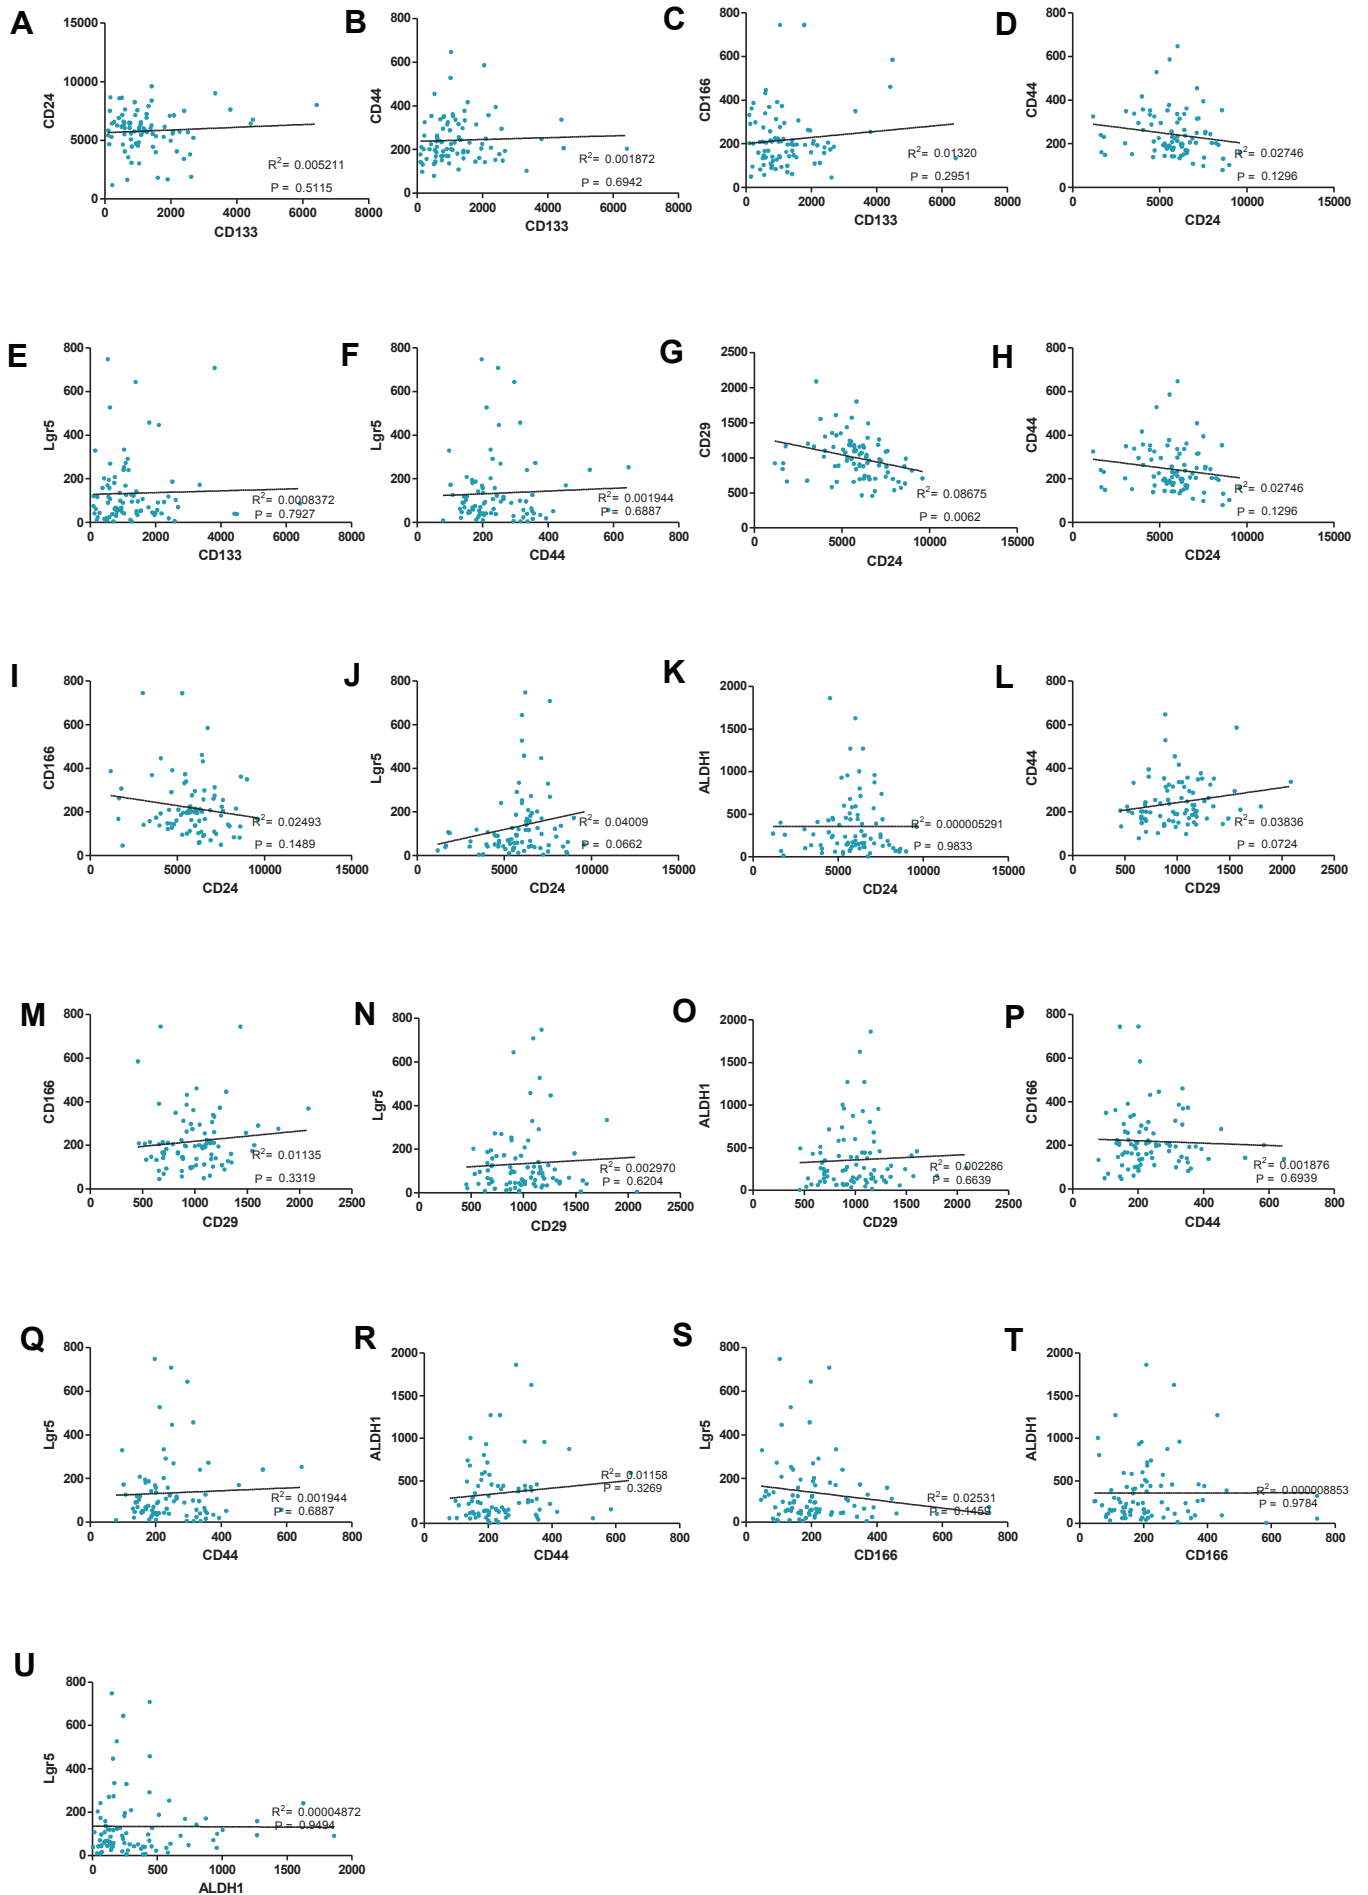 A
15000
10000
5000
0
CD24
R²= 0.005211
P = 0.5115
0 2000 4000 6000 8000
CD133
B
800
600
400
200
0
CD44
R²= 0.001872
P = 0.6942
0 2000 4000 6000 8000
CD133
C
800
600
400
200
0
CD166
R²= 0.01320
P = 0.2951
0 2000 4000 6000 8000
CD133
D
800
600
400
200
0
CD44
R²= 0.02746
P = 0.1296
0 5000 10000 15000
CD24
E
800
600
400
200
0
Lgr5
R²= 0.0008372
P = 0.7927
0 2000 4000 6000 8000
CD133
F
800
600
400
200
0
Lgr5
R²= 0.001944
P = 0.6887
0 200 400 600 800
CD44
G
2500
2000
1500
1000
500
0
CD29
R²= 0.08675
P = 0.0062
0 5000 10000 15000
CD24
H
800
600
400
200
0
CD44
R²= 0.02746
P = 0.1296
0 5000 10000 15000
CD24
I
800
600
400
200
0
CD166
R²= 0.02493
P = 0.1489
0 5000 10000 15000
CD24
J
800
600
400
200
0
Lgr5
R²= 0.04009
P = 0.0662
0 5000 10000 15000
CD24
K
2000
1500
1000
500
0
ALDH1
R²= 0.000005291
P = 0.9833
0 5000 10000 15000
CD24
L
800
600
400
200
0
CD44
R²= 0.03836
P = 0.0724
0 500 1000 1500 2000 2500
CD29
M
800
600
400
200
0
CD166
R²= 0.01135
P = 0.3319
0 500 1000 1500 2000 2500
CD29
N
800
600
400
200
0
Lgr5
R²= 0.002970
P = 0.6204
0 500 1000 1500 2000 2500
CD29
O
2000
1500
1000
500
0
ALDH1
R²= 0.002286
P = 0.6639
0 500 1000 1500 2000 2500
CD29
P
800
600
400
200
0
CD166
R²= 0.001876
P = 0.6939
0 200 400 600 800
CD44
Q
800
600
400
200
0
Lgr5
R²= 0.001944
P = 0.6887
0 200 400 600 800
CD44
R
2000
1500
1000
500
0
ALDH1
R²= 0.01158
P = 0.3269
0 200 400 600 800
CD44
S
800
600
400
200
0
Lgr5
R²= 0.02531
P = 0.1459
0 200 400 600 800
CD166
T
2000
1500
1000
500
0
ALDH1
R²= 0.000008853
P = 0.9784
0 200 400 600 800
CD166
U
800
600
400
200
0
Lgr5
R²= 0.00004872
P = 0.9494
0 500 1000 1500 2000
ALDH1